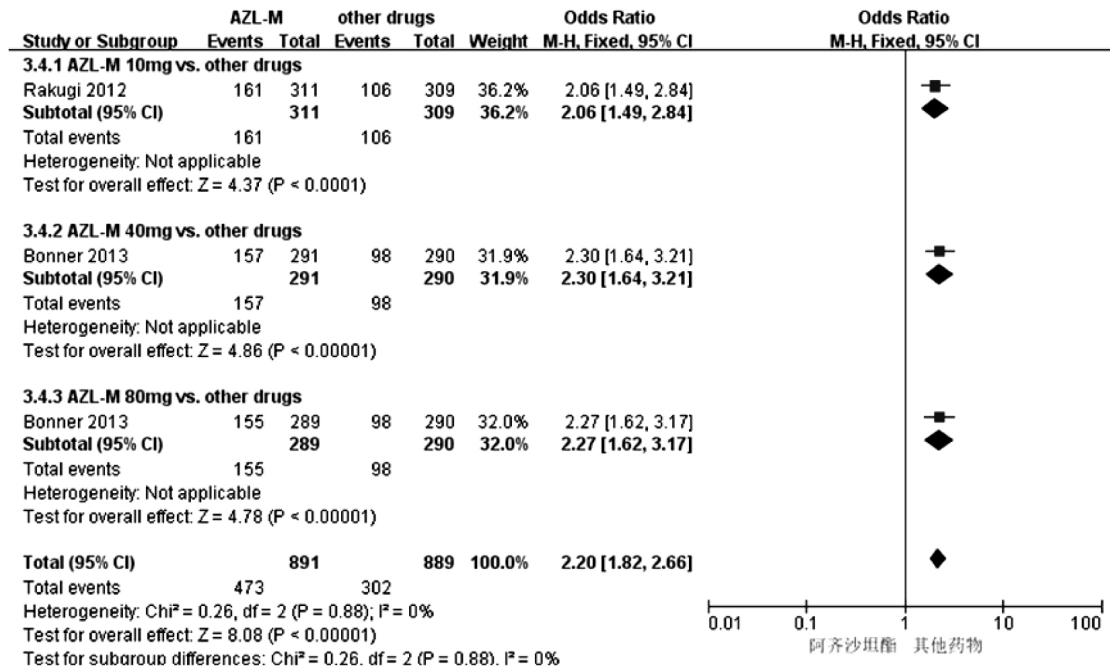 AZL-M other drugs Odds Ratio Odds Ratio
Study or Subgroup Events Total Events Total Weight M-H, Fixed, 95% CI M-H, Fixed, 95% CI
3.4.1 AZL-M 10mg vs. other drugs
Rakugi 2012 161 311 106 309 36.2% 2.06 [1.49, 2.84]
Subtotal (95% CI) 311 309 36.2% 2.06 [1.49, 2.84]
Total events 161 106
Heterogeneity: Not applicable
Test for overall effect: Z = 4.37 (P < 0.0001)
3.4.2 AZL-M 40mg vs. other drugs
Bonner 2013 157 291 98 290 31.9% 2.30 [1.64, 3.21]
Subtotal (95% CI) 291 290 31.9% 2.30 [1.64, 3.21]
Total events 157 98
Heterogeneity: Not applicable
Test for overall effect: Z = 4.86 (P < 0.00001)
3.4.3 AZL-M 80mg vs. other drugs
Bonner 2013 155 289 98 290 32.0% 2.27 [1.62, 3.17]
Subtotal (95% CI) 289 290 32.0% 2.27 [1.62, 3.17]
Total events 155 98
Heterogeneity: Not applicable
Test for overall effect: Z = 4.78 (P < 0.00001)
Total (95% CI) 891 889 100.0% 2.20 [1.82, 2.66]
Total events 473 302
Heterogeneity: Chi² = 0.26, df = 2 (P = 0.88); I² = 0%
Test for overall effect: Z = 8.08 (P < 0.00001)
Test for subgroup differences: Chi² = 0.26, df = 2 (P = 0.88), I² = 0%
0.01 0.1 1 10 100
阿齐沙坦酯 其他药物